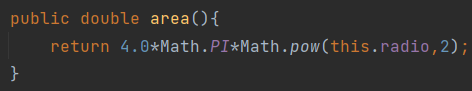 public double area(){
    return 4.0*Math.PI*Math.pow(this.radio,2);
}